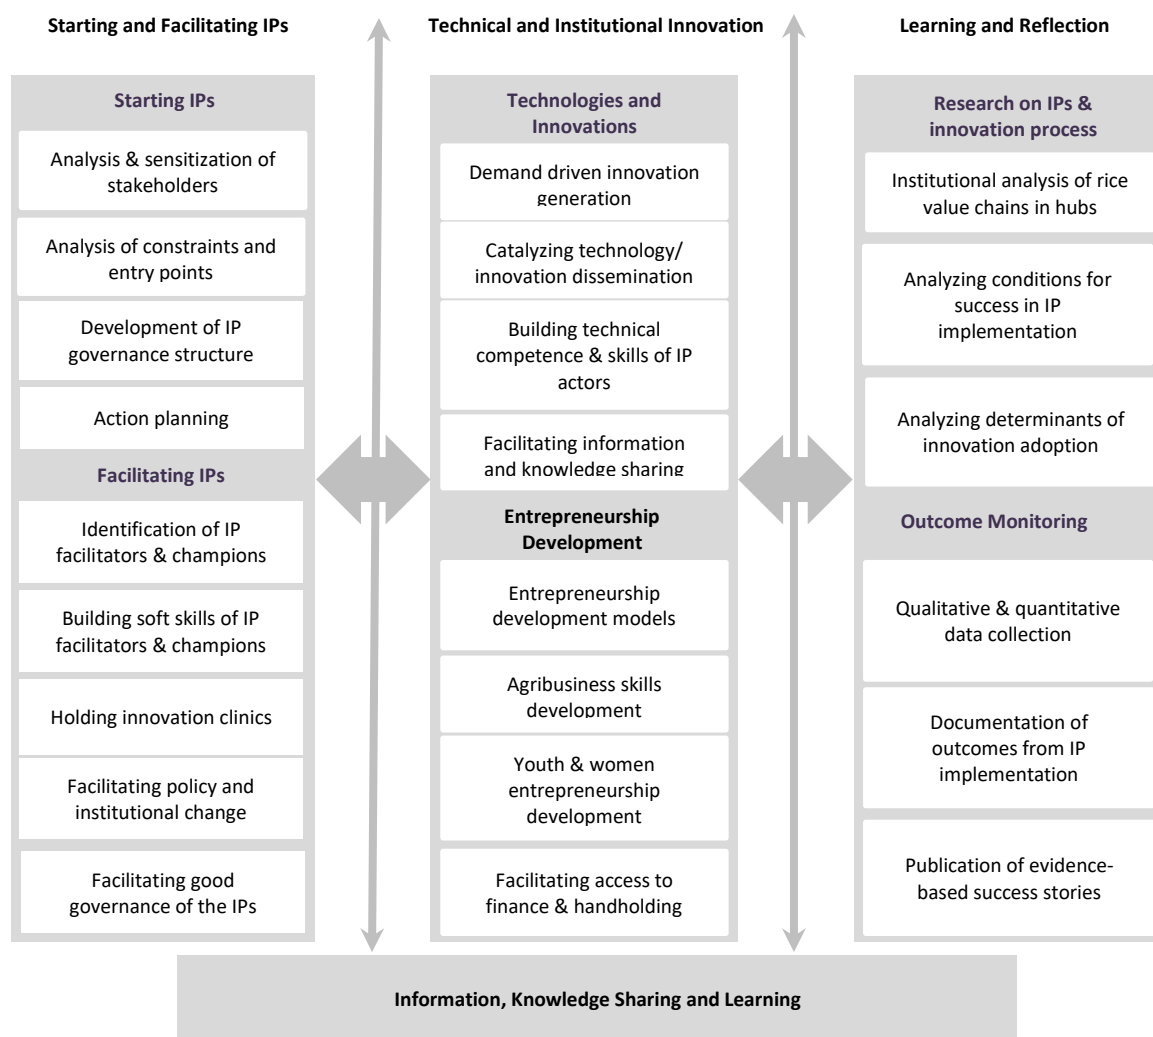 Starting and Facilitating IPs
Starting IPs
Analysis & sensitization of
stakeholders
Analysis of constraints and
entry points
Development of IP
governance structure
Action planning
Facilitating IPs
Identification of IP
facilitators & champions
Building soft skills of IP
facilitators & champions
Holding innovation clinics
Facilitating policy and
institutional change
Facilitating good
governance of the IPs
Technical and Institutional Innovation
Technologies and
Innovations
Demand driven innovation
generation
Catalyzing technology/
innovation dissemination
Building technical
competence & skills of IP
actors
Facilitating information
and knowledge sharing
Entrepreneurship
Development
Entrepreneurship
development models
Agribusiness skills
development
Youth & women
entrepreneurship
development
Facilitating access to
finance & handholding
Learning and Reflection
Research on IPs &
innovation process
Institutional analysis of rice
value chains in hubs
Analyzing conditions for
success in IP
implementation
Analyzing determinants of
innovation adoption
Outcome Monitoring
Qualitative & quantitative
data collection
Documentation of
outcomes from IP
implementation
Publication of evidence-
based success stories
Information, Knowledge Sharing and Learning